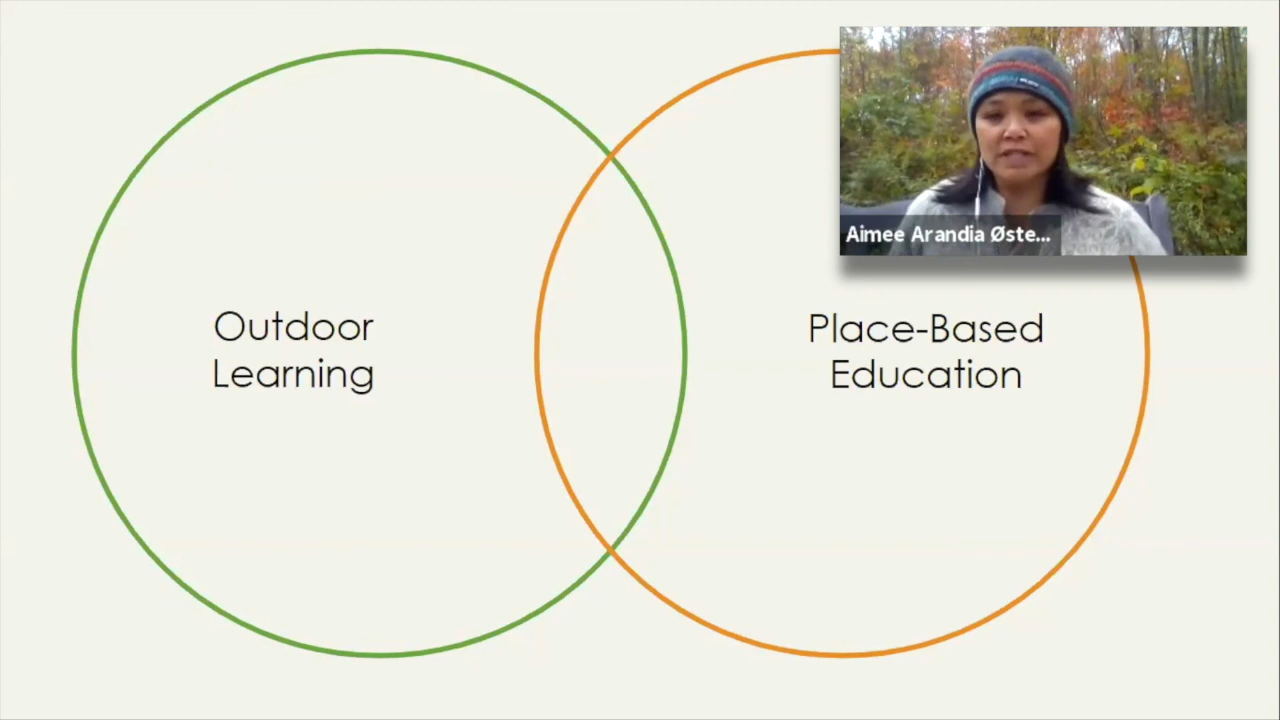 Outdoor
Learning
Place-Based
Education
Aimee Arandia Øste...